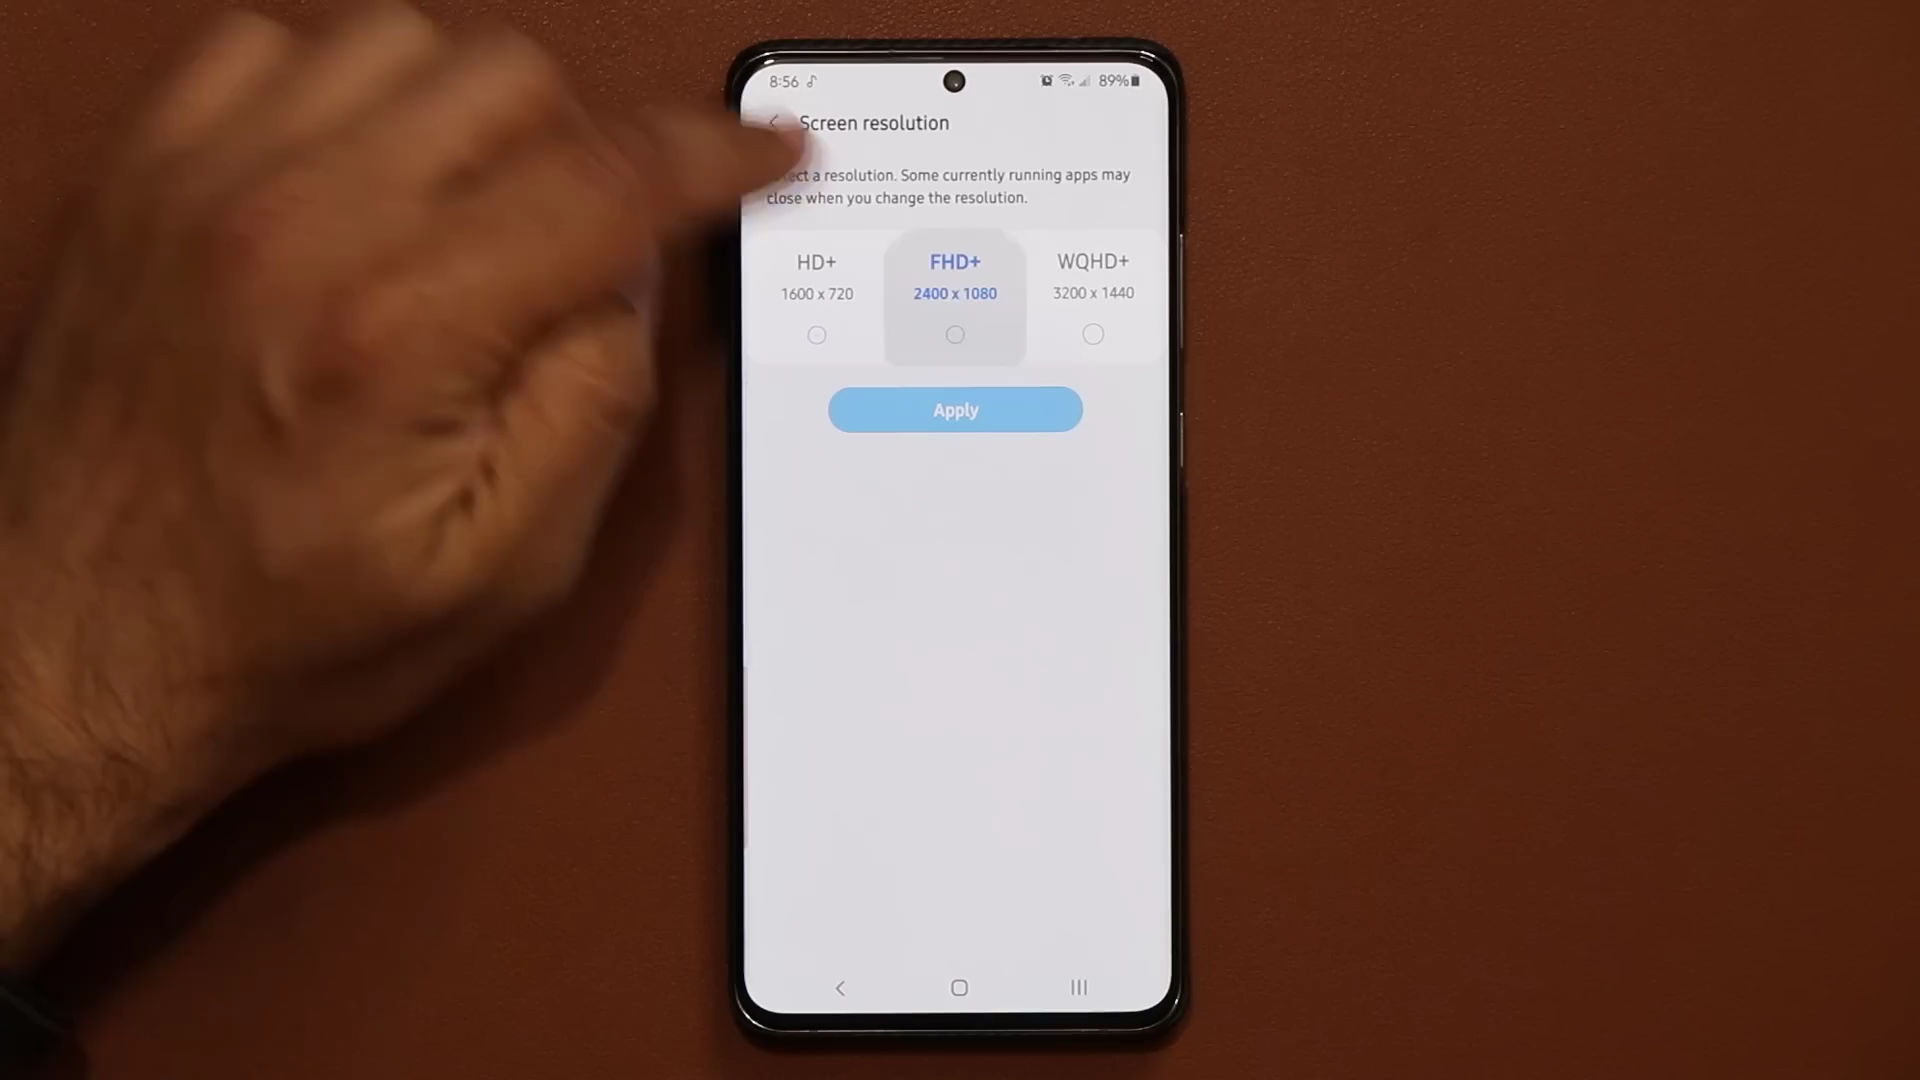 8:56
89%
Screen resolution
a resolution. Some currently running apps may
close when you change the resolution.
HD+
FHD+
WQHD+
1600 x 720
2400 x 1080
3200 x 1440
Apply